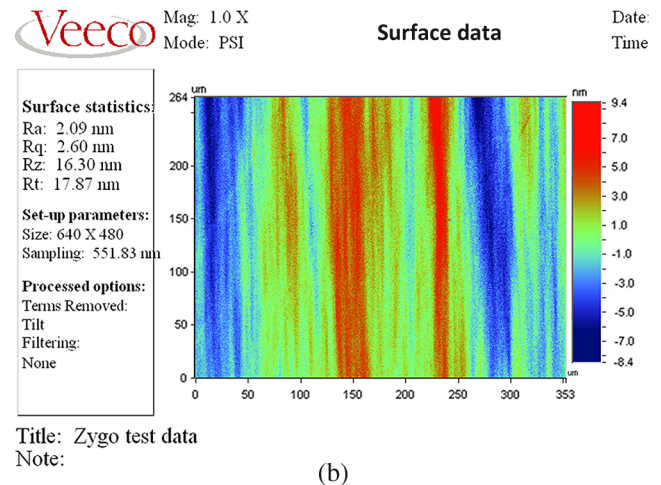 Veeco
Mag: 1.0 X
Mode: PSI
Surface data
Date:
Time
Surface statistics:
Ra: 2.09 nm
Rq: 2.60 nm
Rz: 16.30 nm
Rt: 17.87 nm
Set-up parameters:
Size: 640 X 480
Sampling: 551.83 nm
Processed options:
Terms Removed:
Tilt
Filtering:
None
um
264
200
150
100
50
0
0 50 100 150 200 250 300 353
um
nm
9.4
7.0
5.0
3.0
1.0
-1.0
-3.0
-5.0
-7.0
-8.4
Title: Zygo test data
Note:
(b)